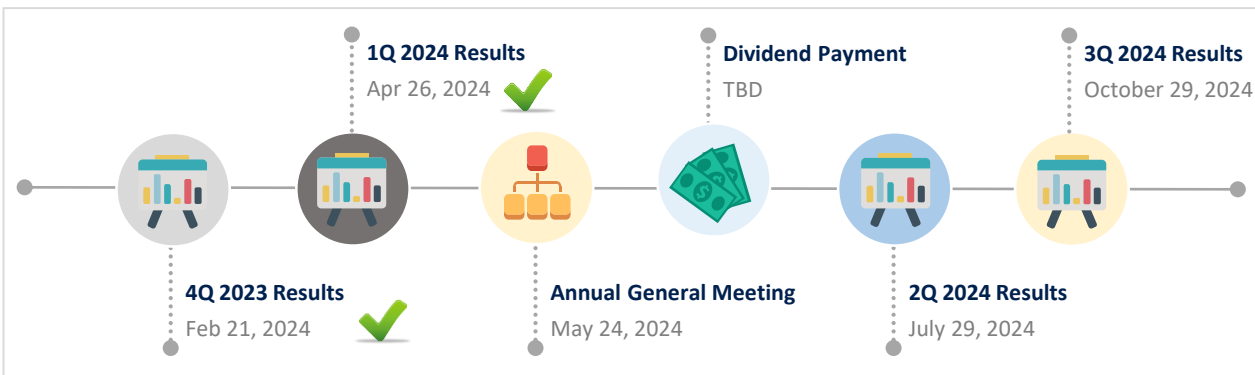 1Q 2024 Results
Apr 26, 2024
Dividend Payment
TBD
3Q 2024 Results
October 29, 2024
4Q 2023 Results
Feb 21, 2024
Annual General Meeting
May 24, 2024
2Q 2024 Results
July 29, 2024